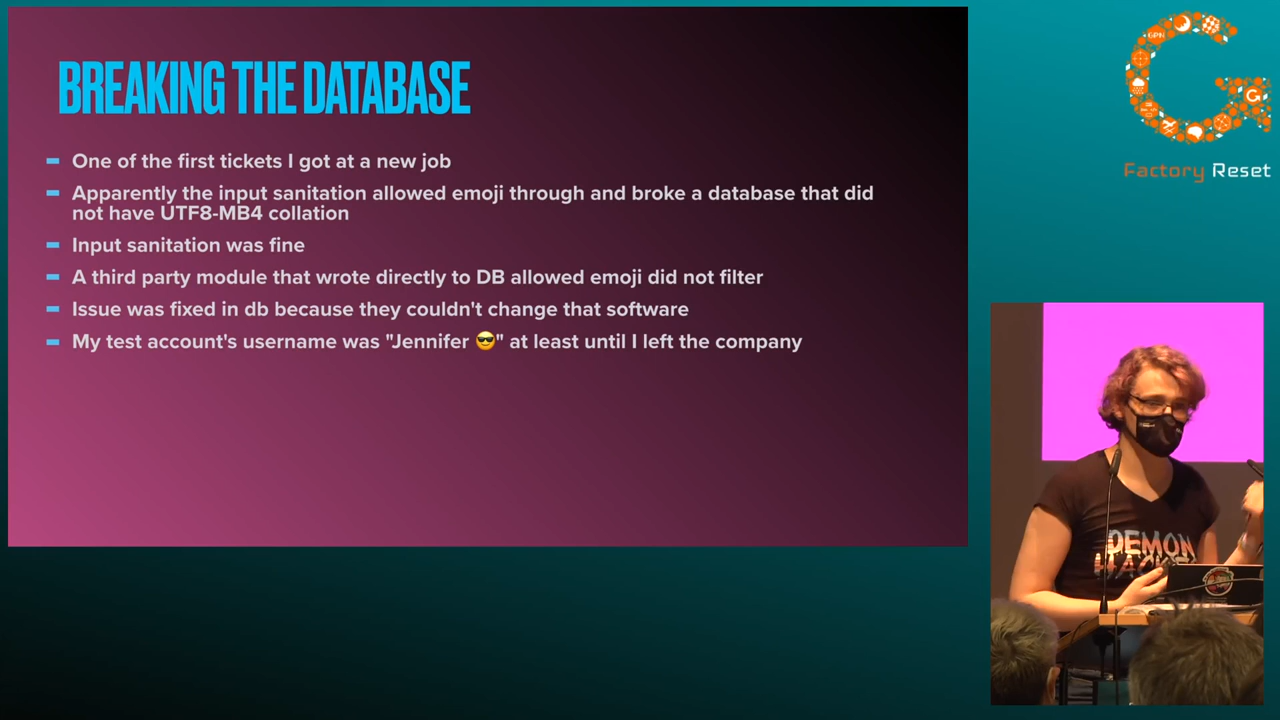 BREAKING THE DATABASE
One of the first tickets I got at a new job
Apparently the input sanitation allowed emoji through and broke a database that did
not have UTF8-MB4 collation
Input sanitation was fine
A third party module that wrote directly to DB allowed emoji did not filter
Issue was fixed in db because they couldn't change that software
My test account's username was "Jennifer 😎" at least until I left the company
GPN
Factory Reset
DEMON
HACKER